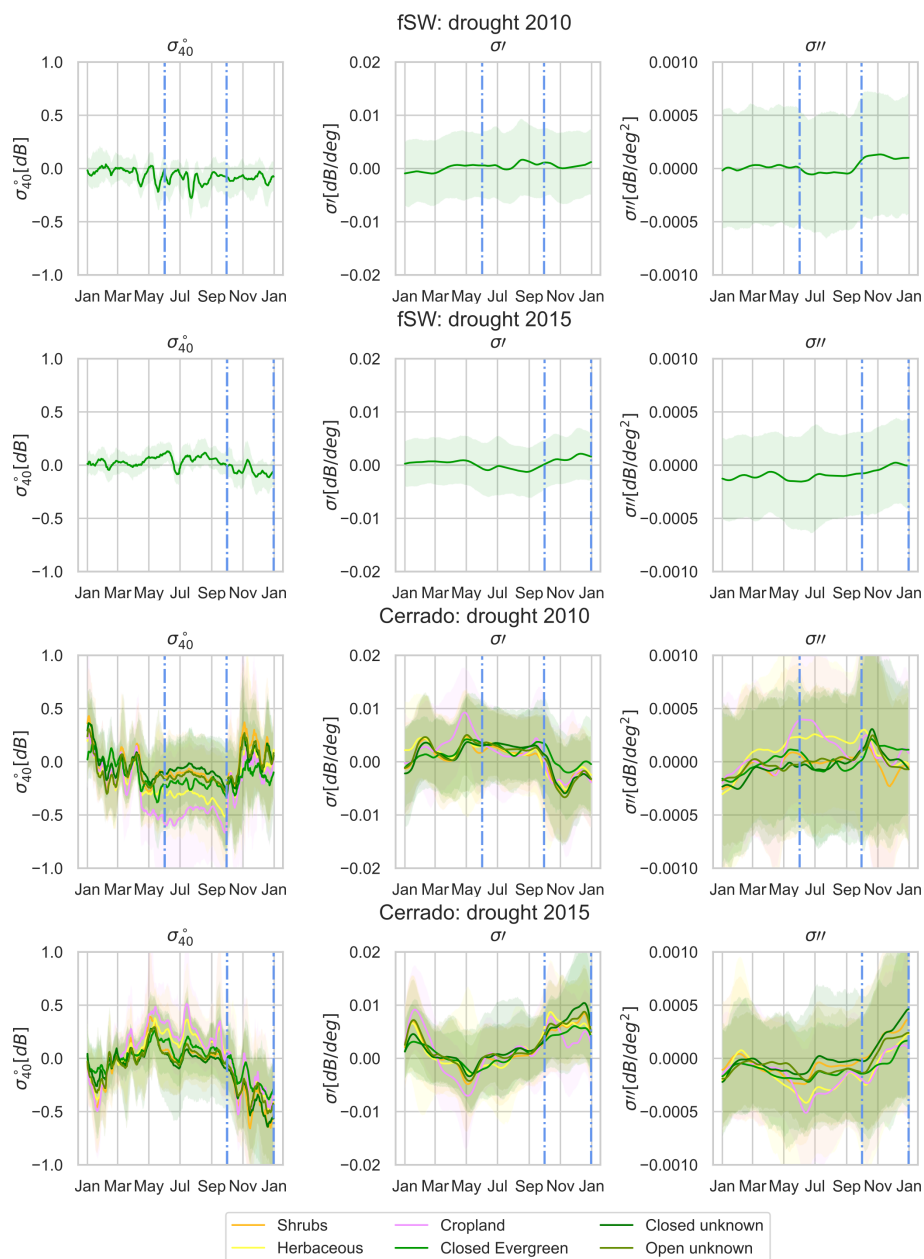 fSW: drought 2010
σ°40 σ′ σ″
σ°40[dB]
1.0
0.5
0.0
−0.5
−1.0
Jan Mar May Jul Sep Nov Jan
σ′[dB/deg]
0.02
0.01
0.00
−0.01
−0.02
Jan Mar May Jul Sep Nov Jan
σ″[dB/deg²]
0.0010
0.0005
0.0000
−0.0005
−0.0010
Jan Mar May Jul Sep Nov Jan
fSW: drought 2015
σ°40 σ′ σ″
σ°40[dB]
1.0
0.5
0.0
−0.5
−1.0
Jan Mar May Jul Sep Nov Jan
σ′[dB/deg]
0.02
0.01
0.00
−0.01
−0.02
Jan Mar May Jul Sep Nov Jan
σ″[dB/deg²]
0.0010
0.0005
0.0000
−0.0005
−0.0010
Jan Mar May Jul Sep Nov Jan
Cerrado: drought 2010
σ°40 σ′ σ″
σ°40[dB]
1.0
0.5
0.0
−0.5
−1.0
Jan Mar May Jul Sep Nov Jan
σ′[dB/deg]
0.02
0.01
0.00
−0.01
−0.02
Jan Mar May Jul Sep Nov Jan
σ″[dB/deg²]
0.0010
0.0005
0.0000
−0.0005
−0.0010
Jan Mar May Jul Sep Nov Jan
Cerrado: drought 2015
σ°40 σ′ σ″
σ°40[dB]
1.0
0.5
0.0
−0.5
−1.0
Jan Mar May Jul Sep Nov Jan
σ′[dB/deg]
0.02
0.01
0.00
−0.01
−0.02
Jan Mar May Jul Sep Nov Jan
σ″[dB/deg²]
0.0010
0.0005
0.0000
−0.0005
−0.0010
Jan Mar May Jul Sep Nov Jan
Shrubs Cropland Closed unknown
Herbaceous Closed Evergreen Open unknown